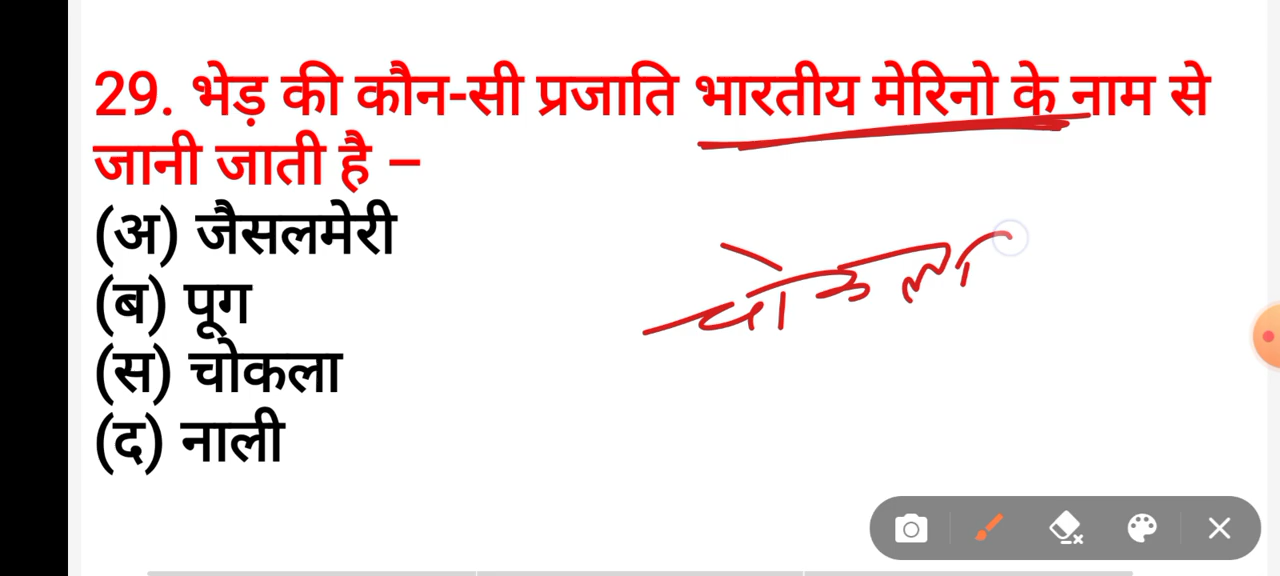 29. भेड़ की कौन-सी प्रजाति भारतीय मेरिनो के नाम से
जानी जाती है –
(अ) जैसलमेरी
(ब) पूग
(स) चोकला
(द) नाली
चोकला